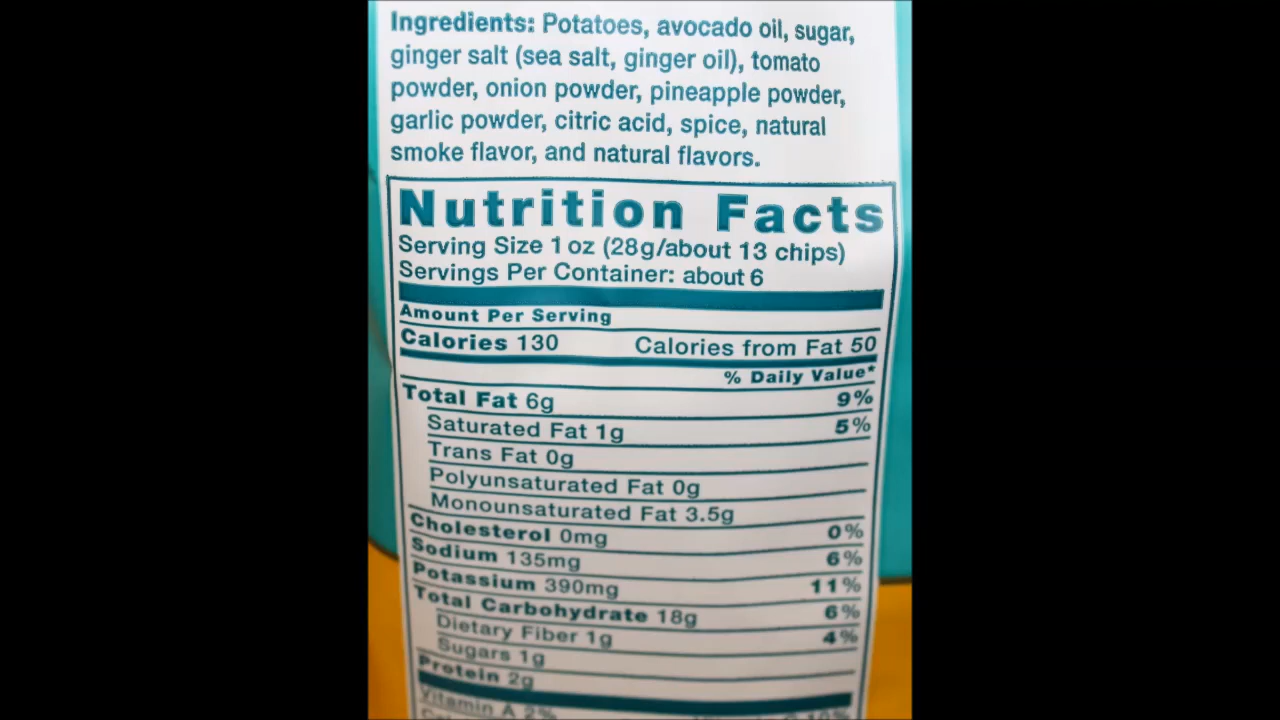 Ingredients: Potatoes, avocado oil, sugar,
ginger salt (sea salt, ginger oil), tomato
powder, onion powder, pineapple powder,
garlic powder, citric acid, spice, natural
smoke flavor, and natural flavors.
Nutrition Facts
Serving Size 1 oz (28g/about 13 chips)
Servings Per Container: about 6
Amount Per Serving
Calories 130 Calories from Fat 50
% Daily Value*
Total Fat 6g 9%
Saturated Fat 1g 5%
Trans Fat 0g
Polyunsaturated Fat 0g
Monounsaturated Fat 3.5g
Cholesterol 0mg 0%
Sodium 135mg 6%
Potassium 390mg 11%
Total Carbohydrate 18g 6%
Dietary Fiber 1g 4%
Sugars 1g
Protein 2g
Vitamin A 2% 10%